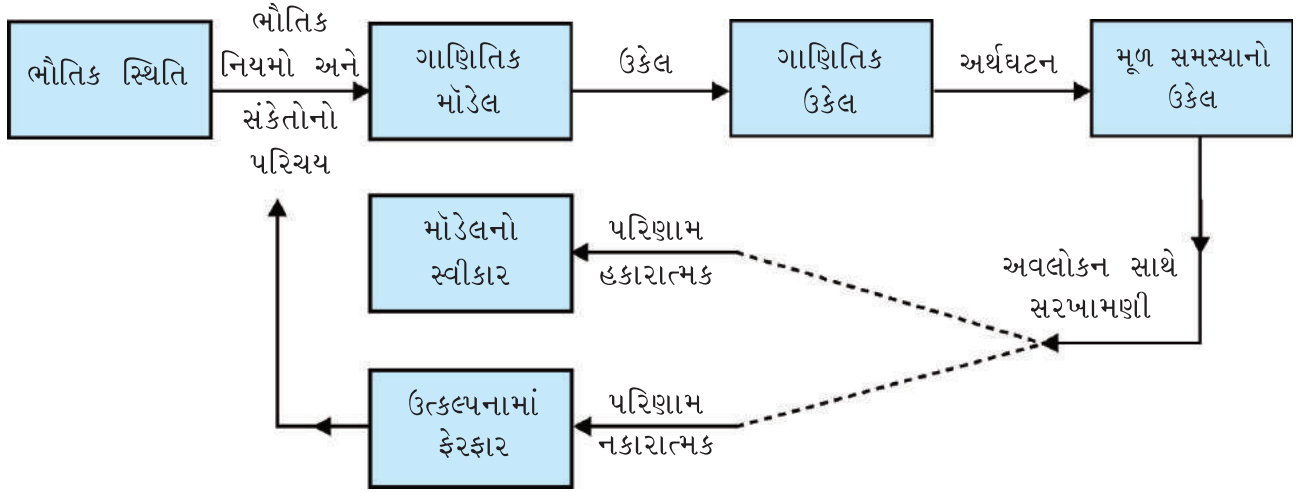 ભૌતિક સ્થિતિ
ભૌતિક
નિયમો અને
સંકેતોનો
પરિચય
ગાણિતિક
મૉડેલ
ઉકેલ
ગાણિતિક
ઉકેલ
અર્થઘટન
મૂળ સમસ્યાનો
ઉકેલ
મૉડેલનો
સ્વીકાર
પરિણામ
હકારાત્મક
અવલોકન સાથે
સરખામણી
ઉત્કલ્પનામાં
ફેરફાર
પરિણામ
નકારાત્મક